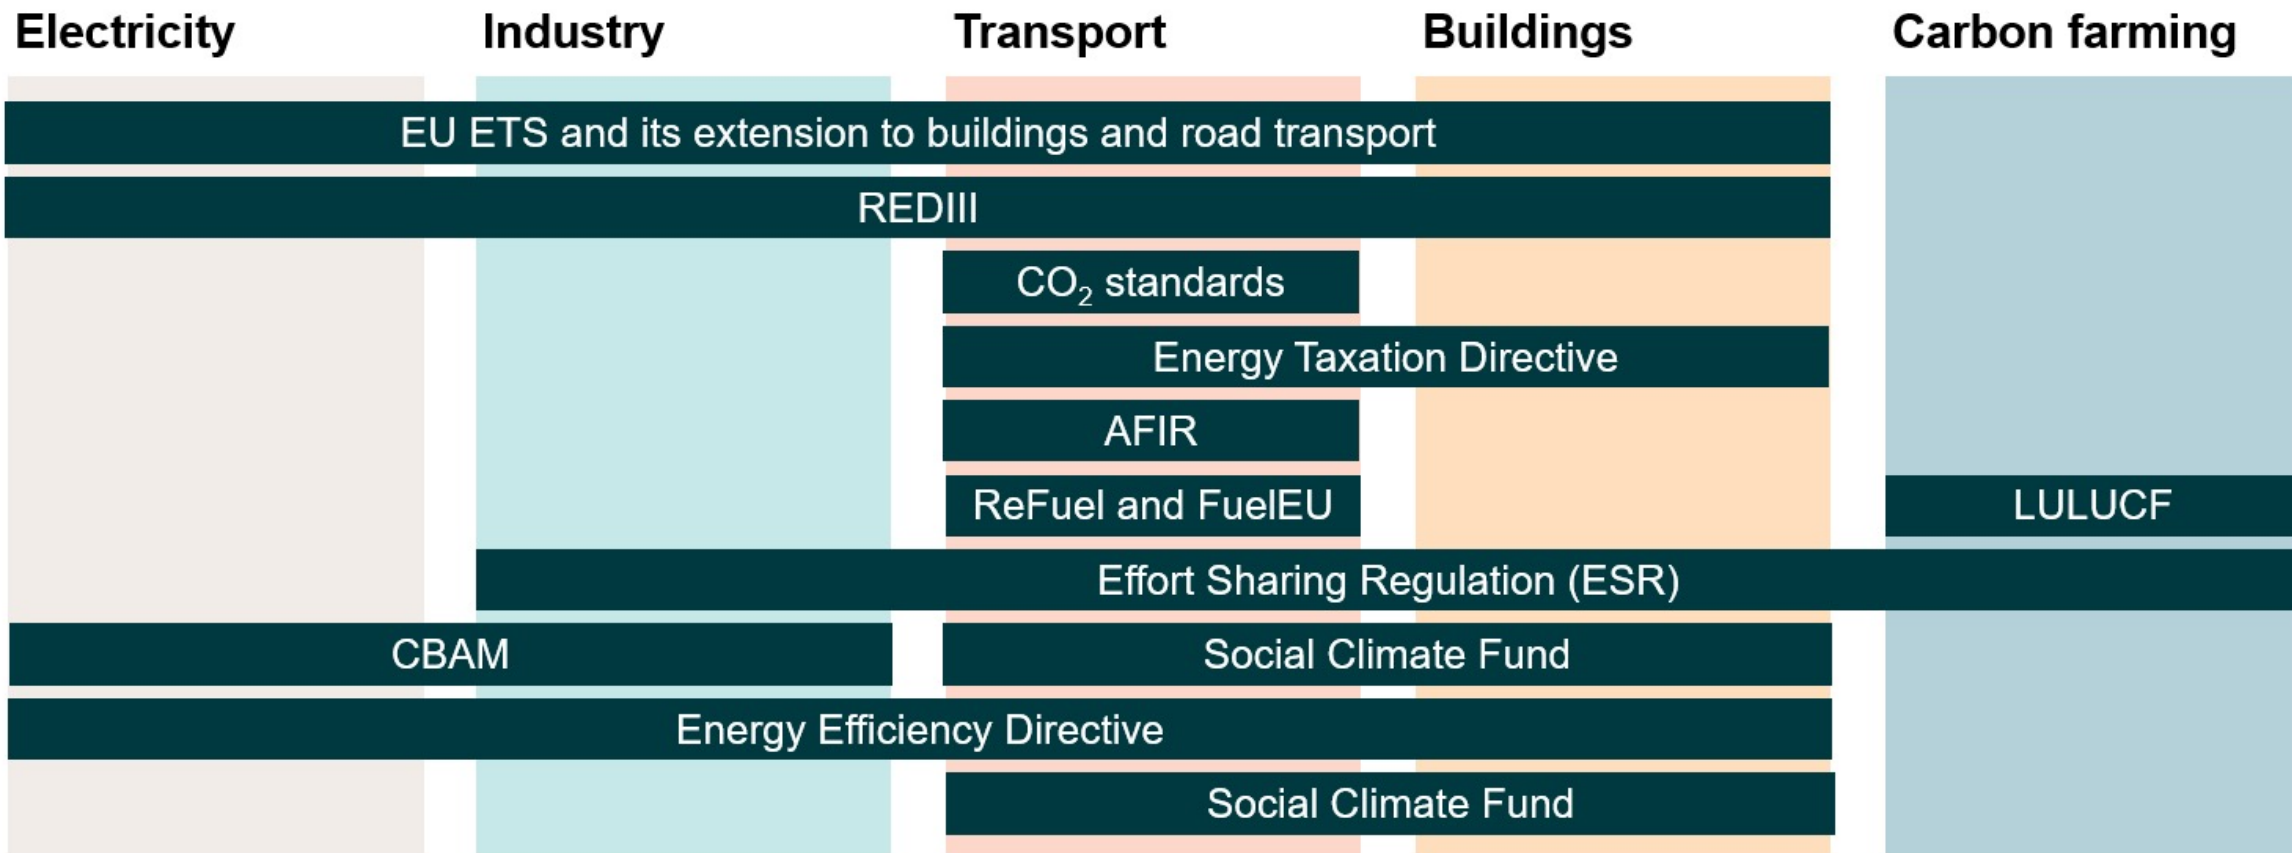 Electricity
Industry
Transport
Buildings
Carbon farming
EU ETS and its extension to buildings and road transport
REDIII
CO₂ standards
Energy Taxation Directive
AFIR
ReFuel and FuelEU
LULUCF
Effort Sharing Regulation (ESR)
CBAM
Social Climate Fund
Energy Efficiency Directive
Social Climate Fund